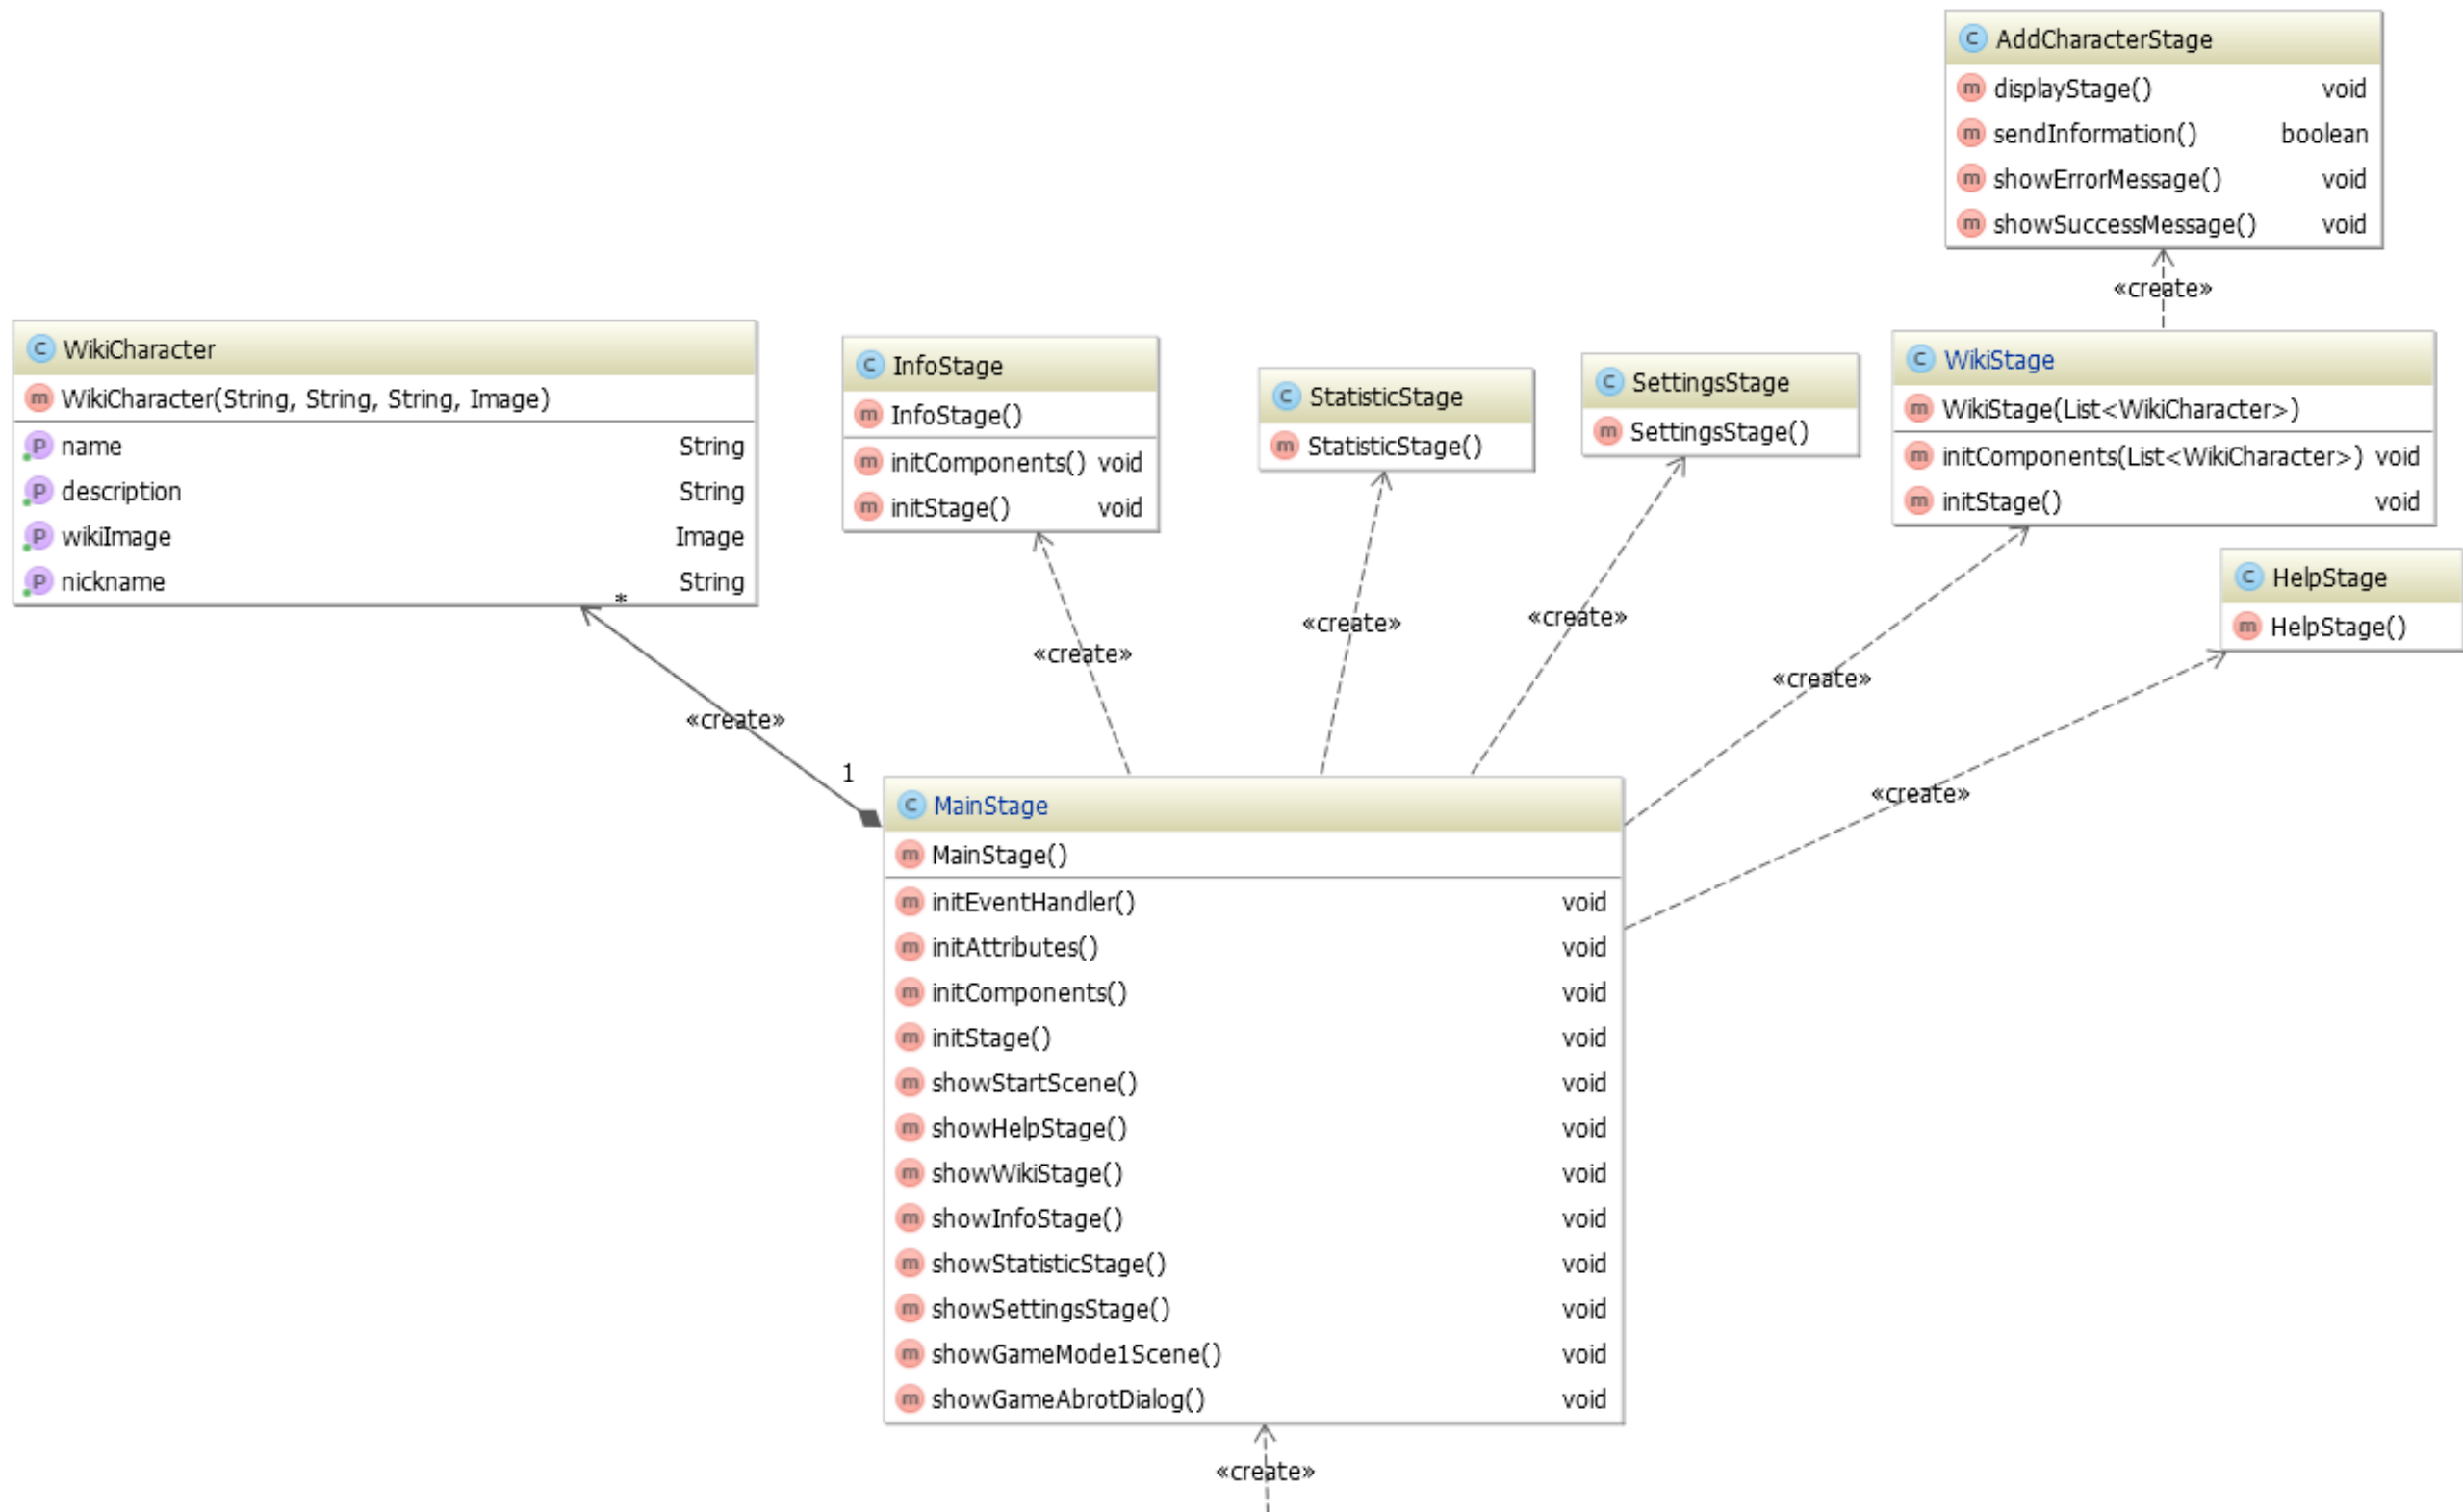 AddCharacterStage
displayStage() void
sendInformation() boolean
showErrorMessage() void
showSuccessMessage() void
«create»
WikiCharacter
WikiCharacter(String, String, String, Image)
name String
description String
wikiImage Image
nickname String
*
InfoStage
InfoStage()
initComponents() void
initStage() void
StatisticStage
StatisticStage()
SettingsStage
SettingsStage()
WikiStage
WikiStage(List<WikiCharacter>)
initComponents(List<WikiCharacter>) void
initStage() void
HelpStage
HelpStage()
«create»
«create»
«create»
«create»
«create»
«create»
1
MainStage
MainStage()
initEventHandler() void
initAttributes() void
initComponents() void
initStage() void
showStartScene() void
showHelpStage() void
showWikiStage() void
showInfoStage() void
showStatisticStage() void
showSettingsStage() void
showGameMode1Scene() void
showGameAbrotDialog() void
«create»